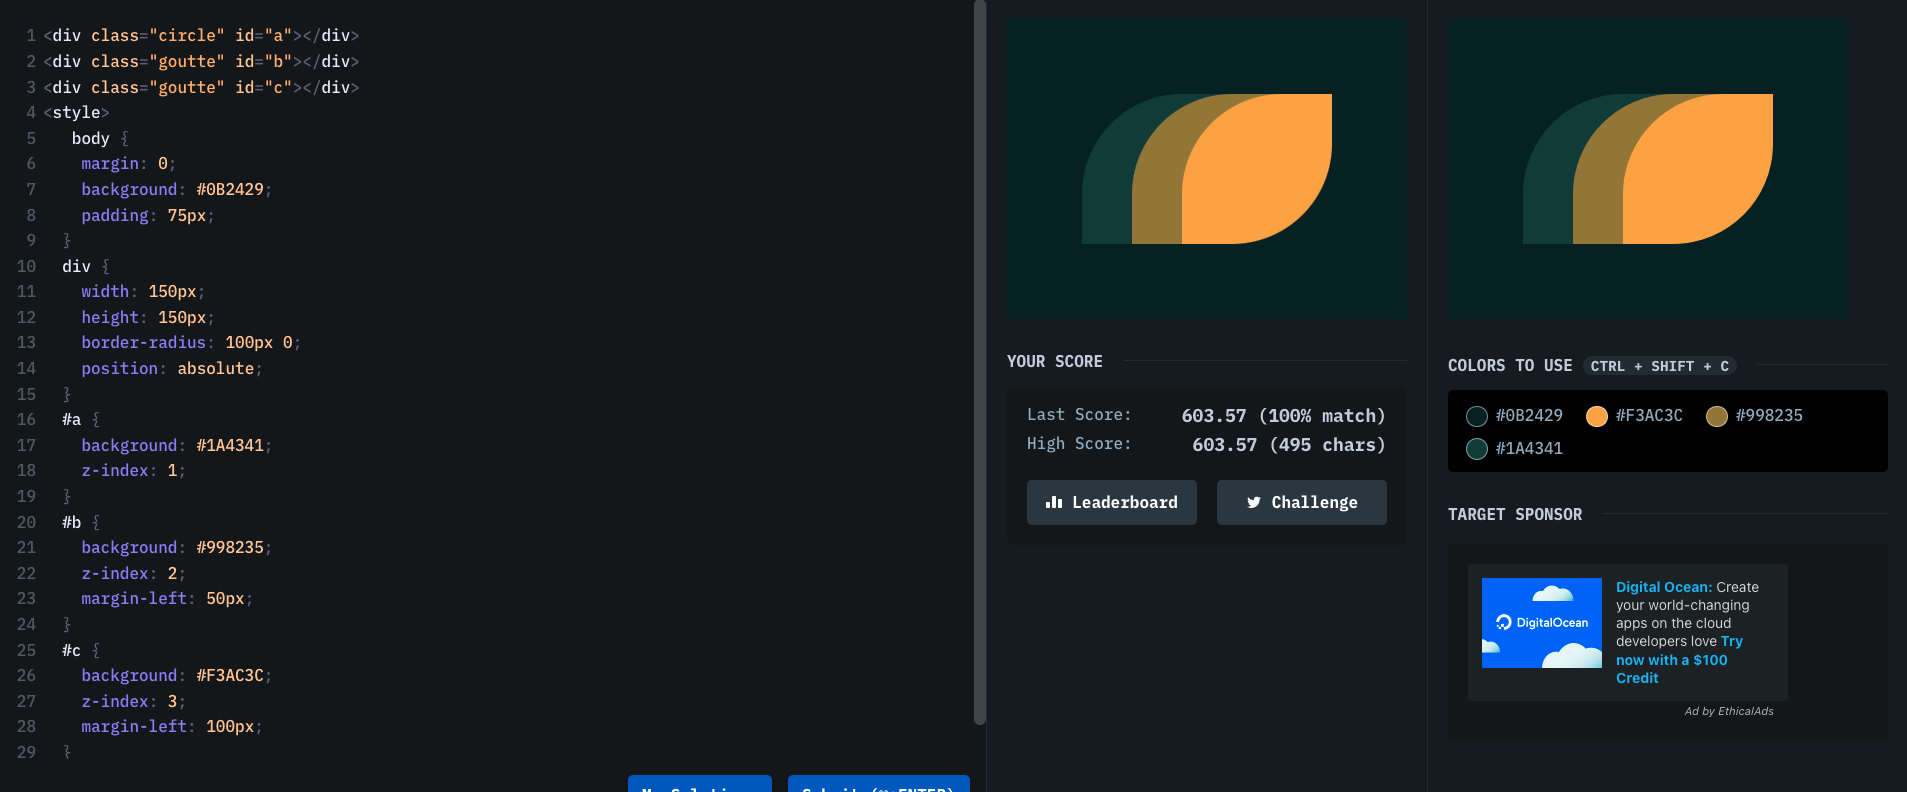 1 <div class="circle" id="a"></div>
2 <div class="goutte" id="b"></div>
3 <div class="goutte" id="c"></div>
4 <style>
5 body {
6 margin: 0;
7 background: #0B2429;
8 padding: 75px;
9 }
10 div {
11 width: 150px;
12 height: 150px;
13 border-radius: 100px 0;
14 position: absolute;
15 }
16 #a {
17 background: #1A4341;
18 z-index: 1;
19 }
20 #b {
21 background: #998235;
22 z-index: 2;
23 margin-left: 50px;
24 }
25 #c {
26 background: #F3AC3C;
27 z-index: 3;
28 margin-left: 100px;
29 }
YOUR SCORE
Last Score: 603.57 (100% match)
High Score: 603.57 (495 chars)
Leaderboard
Challenge
COLORS TO USE CTRL + SHIFT + C
#0B2429 #F3AC3C #998235
#1A4341
TARGET SPONSOR
DigitalOcean
Digital Ocean: Create
your world-changing
apps on the cloud
developers love Try
now with a $100
Credit
Ad by EthicalAds